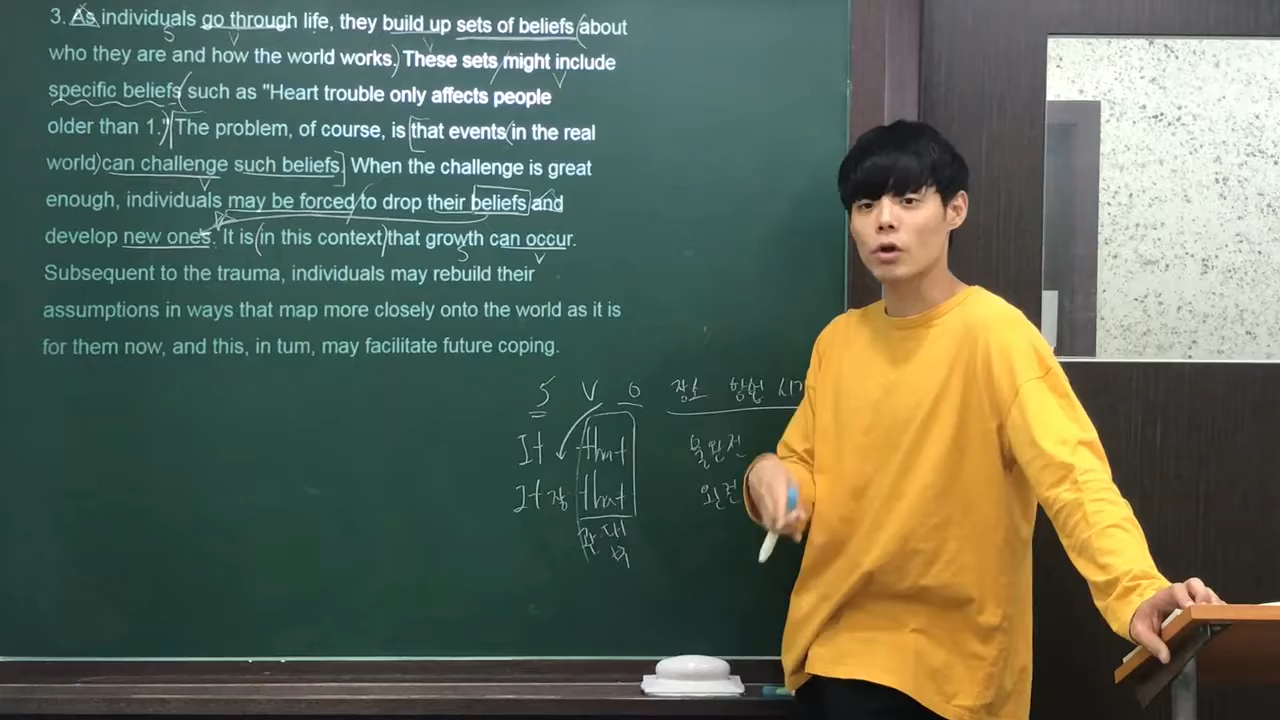 3. As individuals go through life, they build up sets of beliefs about
who they are and how the world works. These sets might include
specific beliefs such as "Heart trouble only affects people
older than 1." The problem, of course, is that events in the real
world can challenge such beliefs. When the challenge is great
enough, individuals may be forced to drop their beliefs and
develop new ones. It is in this context that growth can occur.
Subsequent to the trauma, individuals may rebuild their
assumptions in ways that map more closely onto the world as it is
for them now, and this, in tum, may facilitate future coping.
S V O 장소
It that 불완전
It that 완전